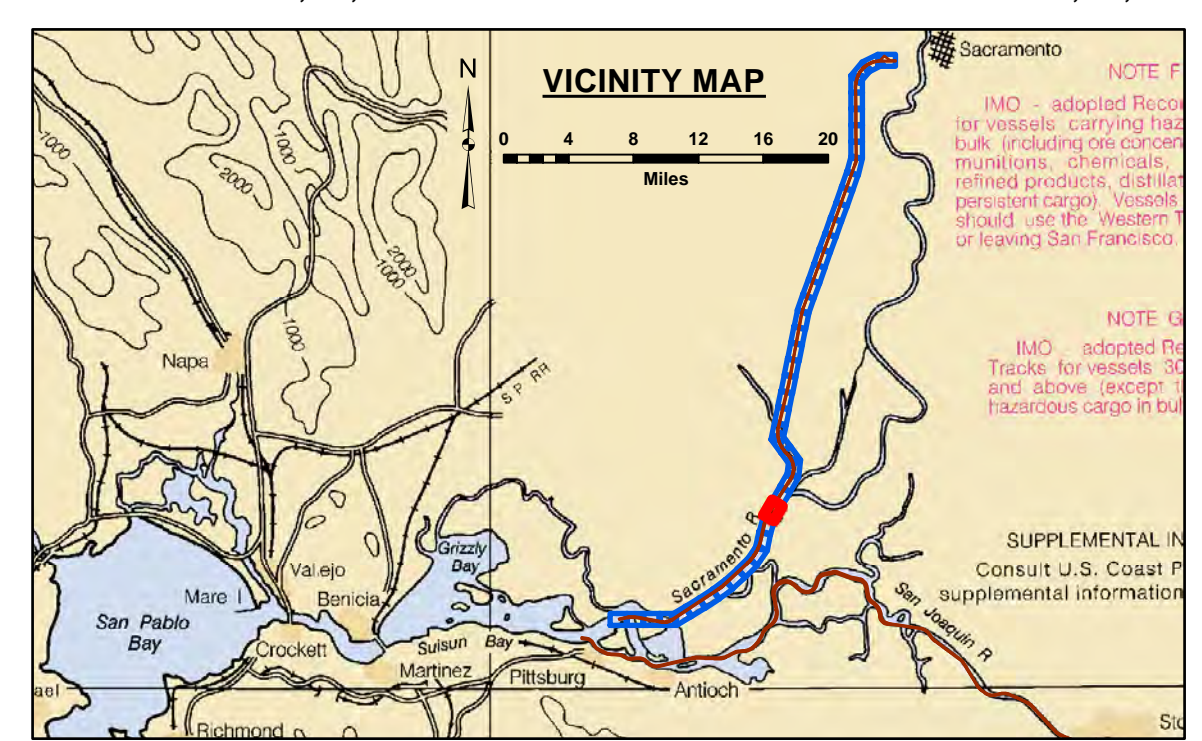 Sacramento
N
VICINITY MAP
NOTE F
IMO - adopted Recor
for vessels carrying haz
bulk (including ore concen
munitions, chemicals,
refined products, distillat
persistent cargo). Vessels
should use the Western T
or leaving San Francisco.
0 4 8 12 16 20
Miles
1000
1000
2000
2000
1000
1000
NOTE G
IMO - adopted Re
Tracks for vessels 30
and above (except t
hazardous cargo in bul
Napa
S P RR
Sacramento R
SUPPLEMENTAL IN
Consult U.S. Coast P
supplemental information
Grizzly
Bay
Vallejo
Mare I
Benicia
San Pablo
Bay
Crockett
Suisun Bay
Martinez
Pittsburg
Antioch
San Joaquin R
ael
Richmond
Sto